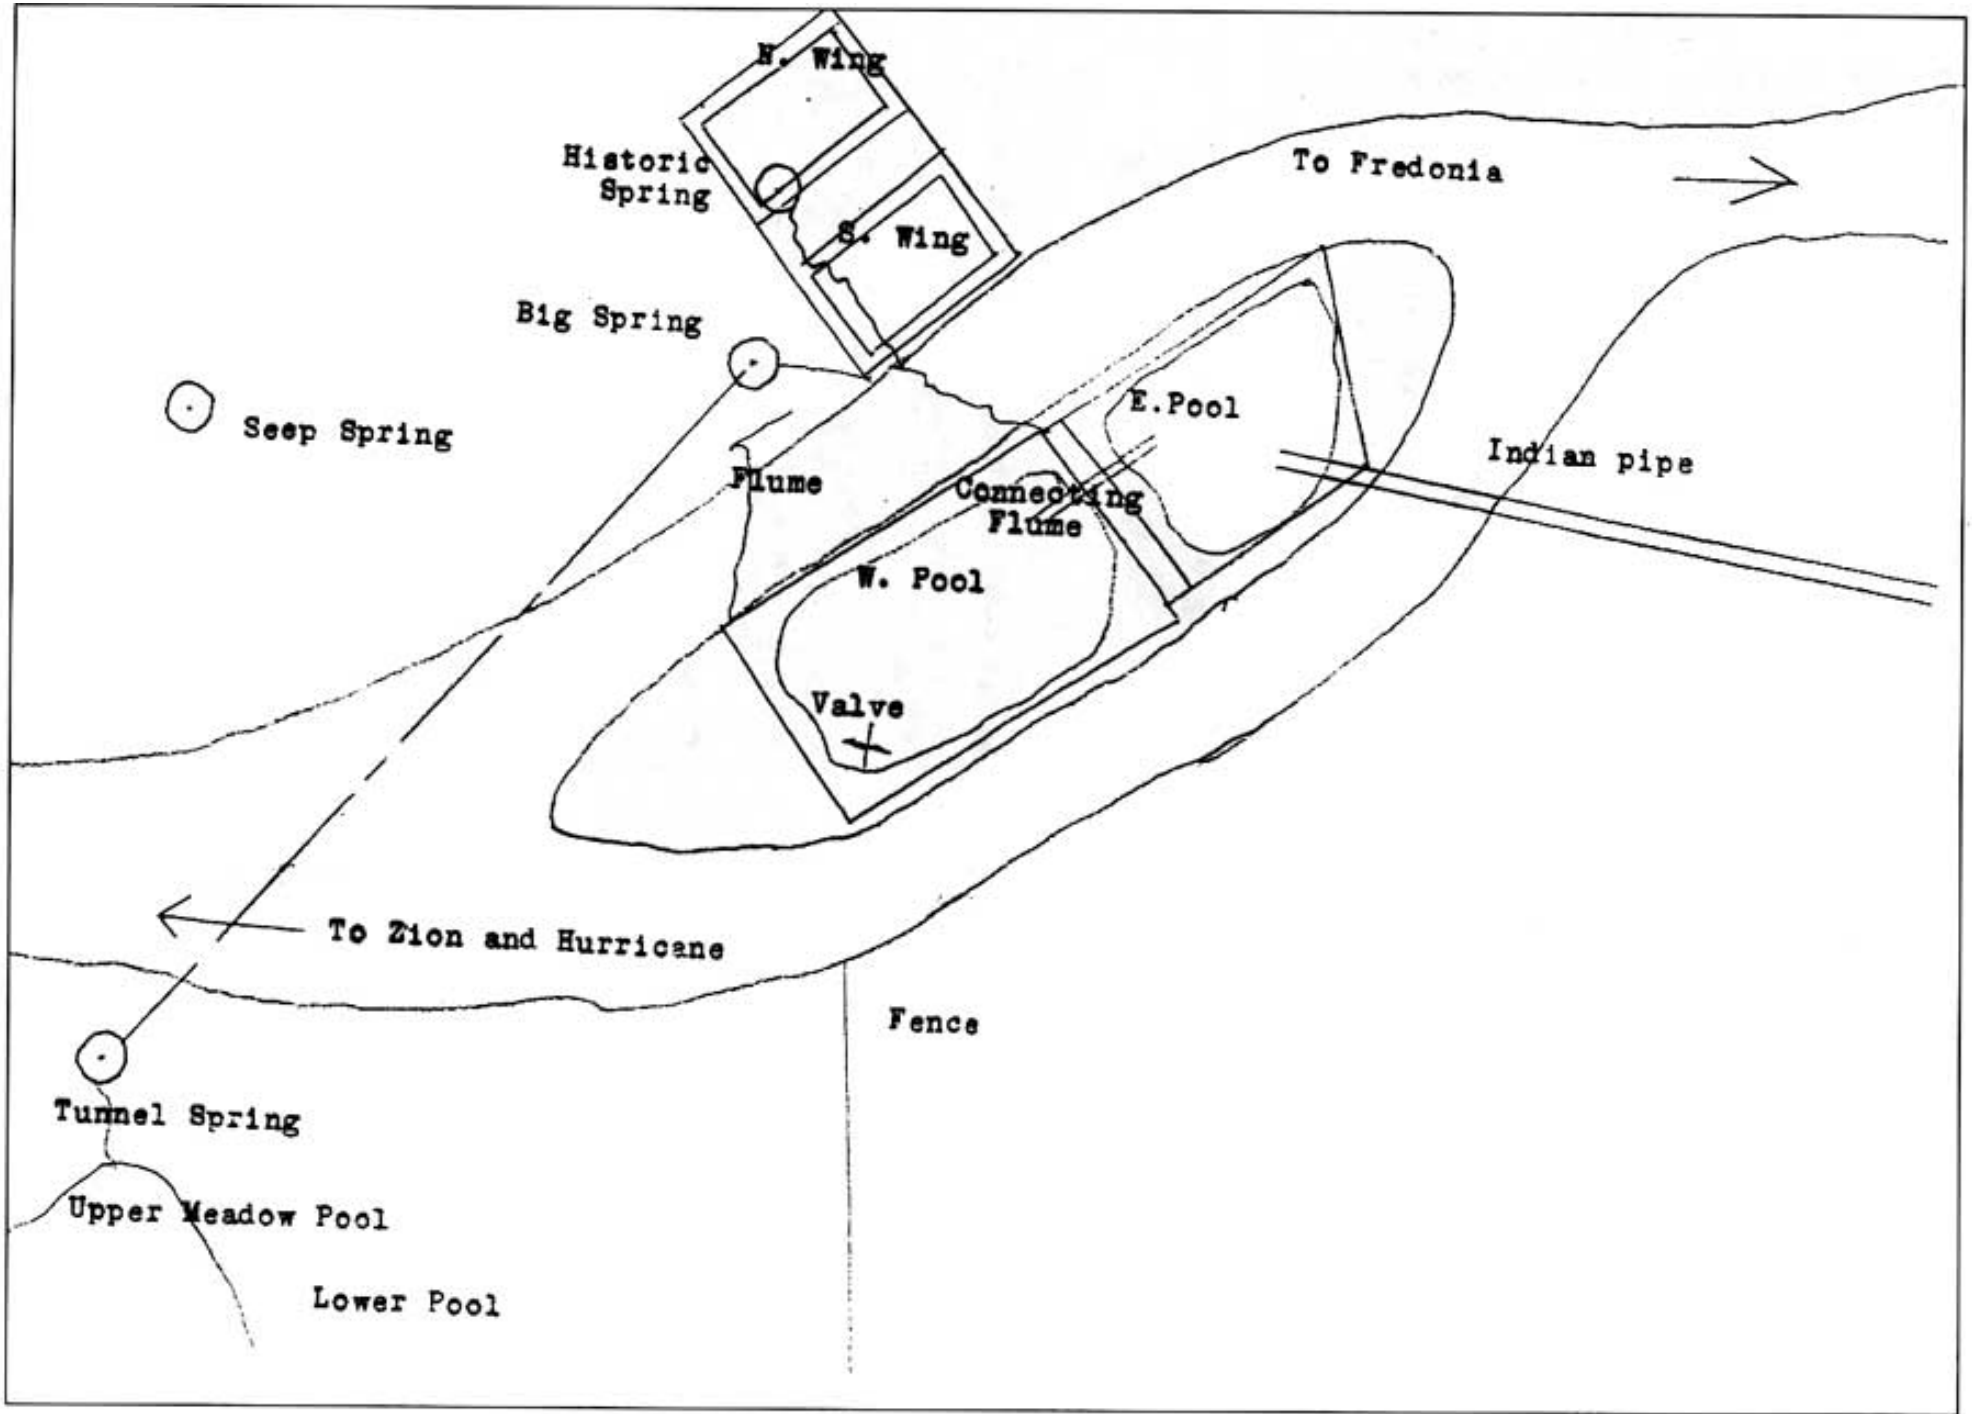 N. Wing
Historic
Spring
To Fredonia
S. Wing
Big Spring
E.Pool
Seep Spring
Indian pipe
Flume
Connecting
Flume
W. Pool
Valve
To Zion and Hurricane
Fence
Tunnel Spring
Upper Meadow Pool
Lower Pool